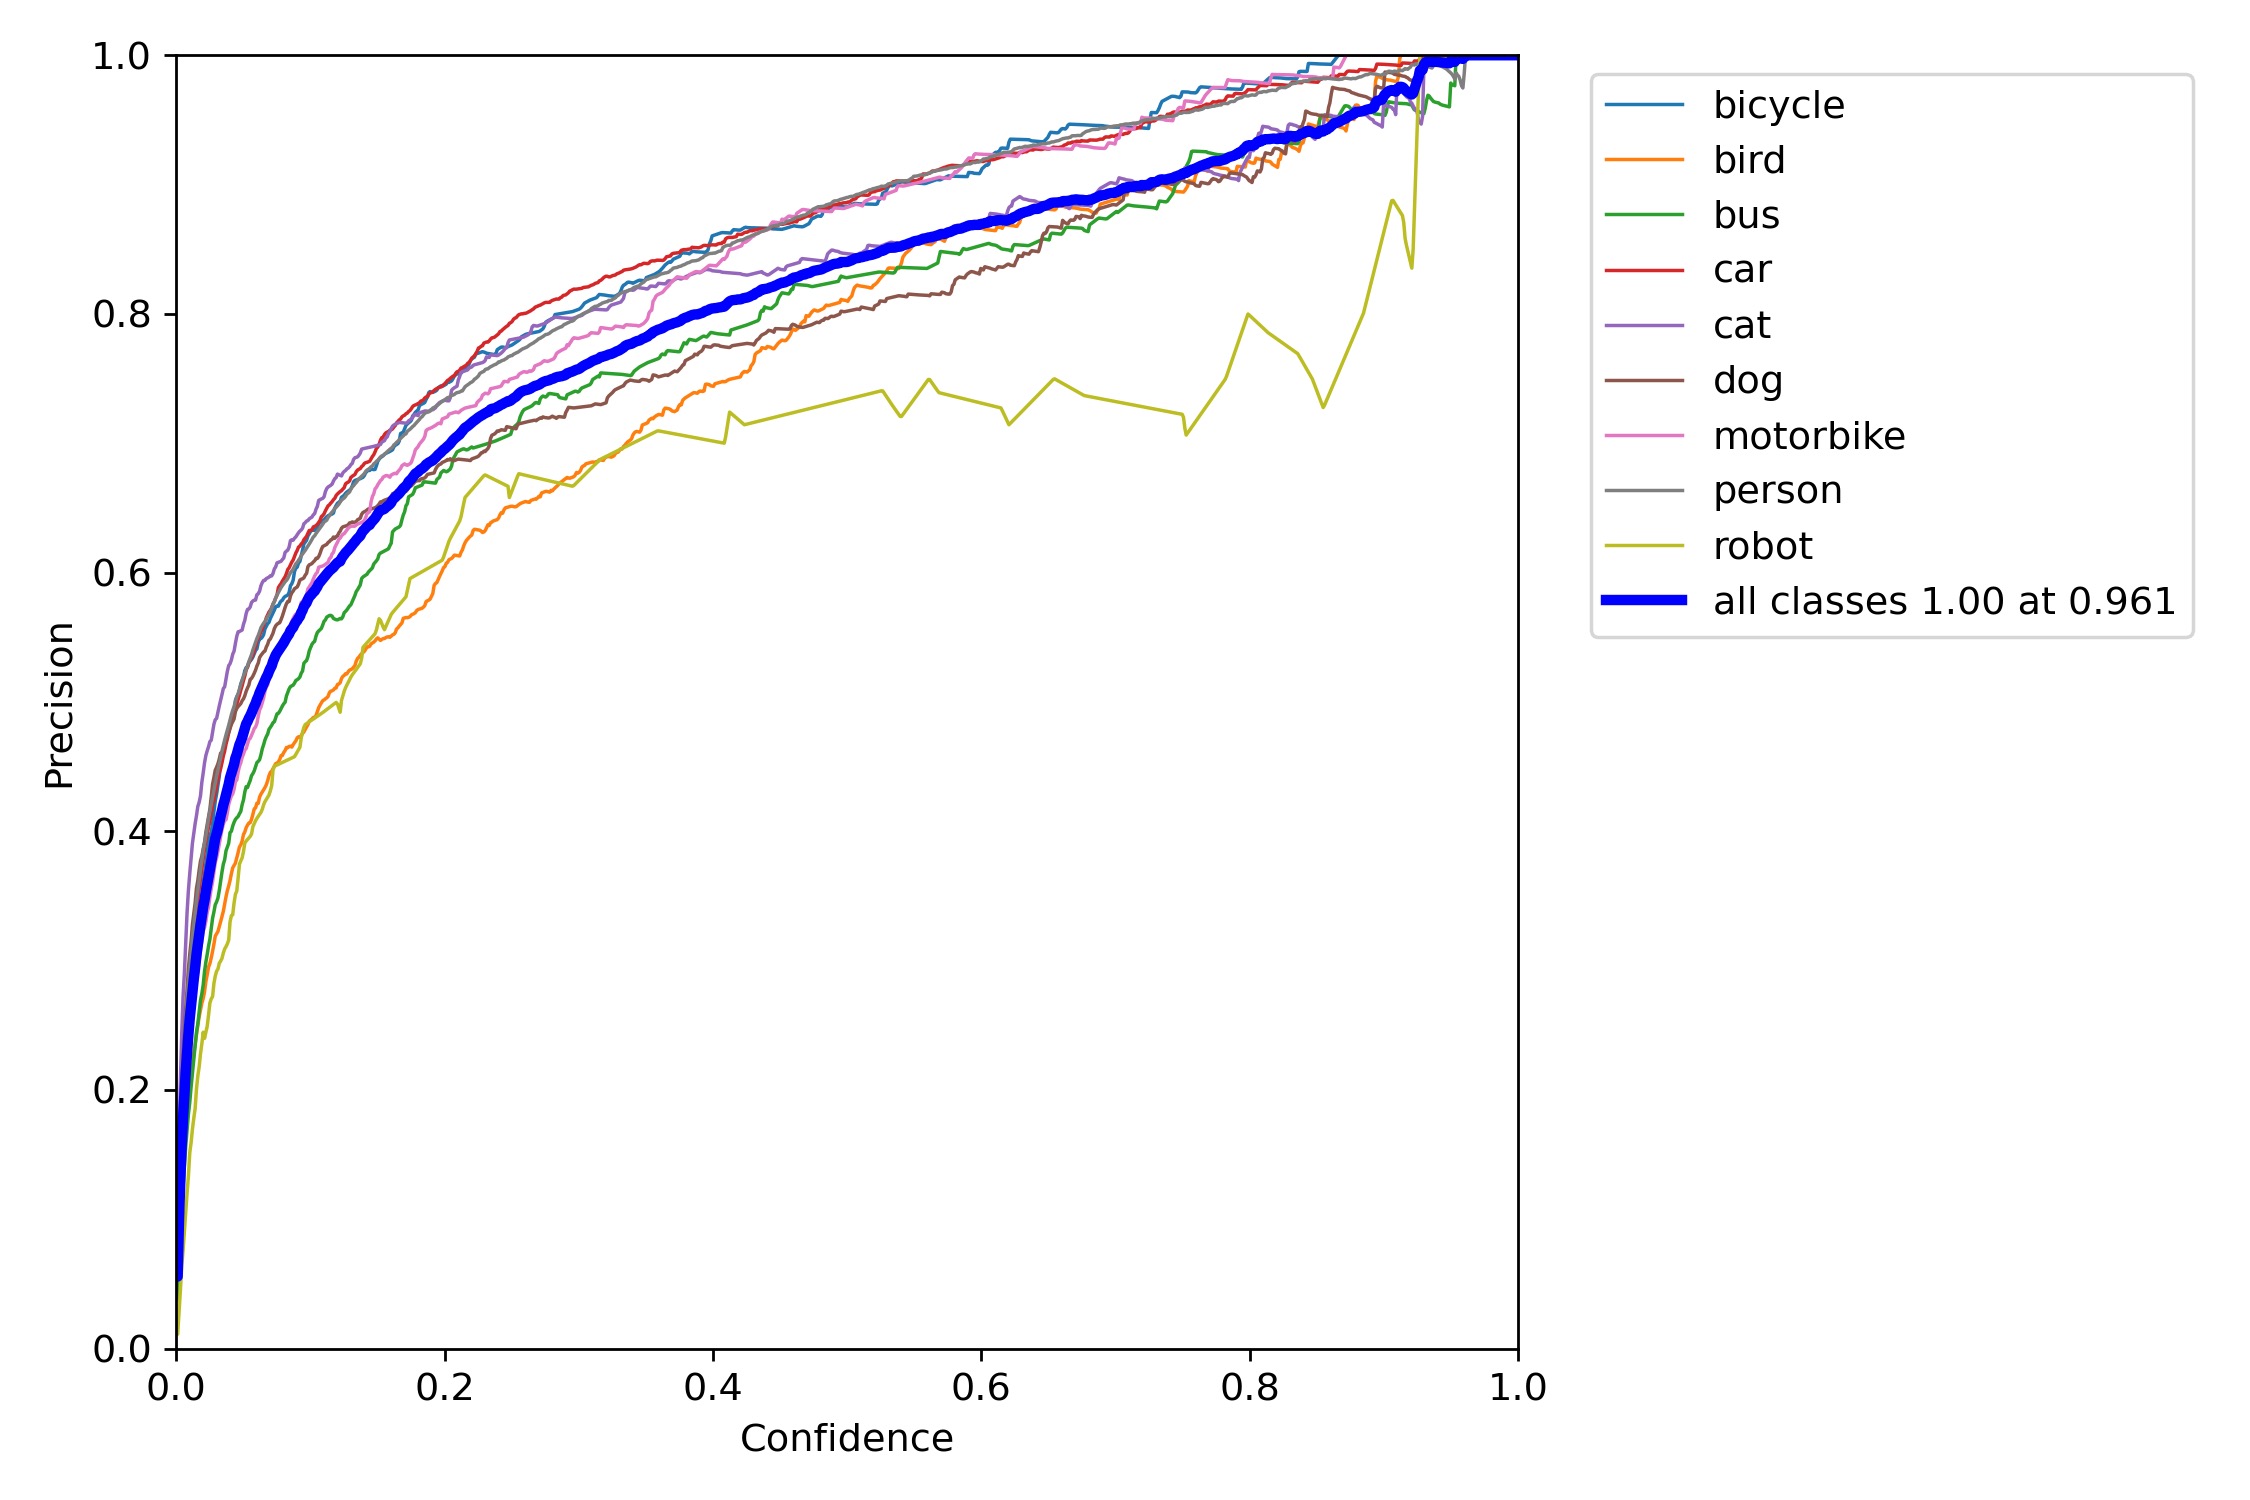 1.0
0.8
0.6
0.4
0.2
0.0
Precision
0.0 0.2 0.4 0.6 0.8 1.0
Confidence
bicycle
bird
bus
car
cat
dog
motorbike
person
robot
all classes 1.00 at 0.961